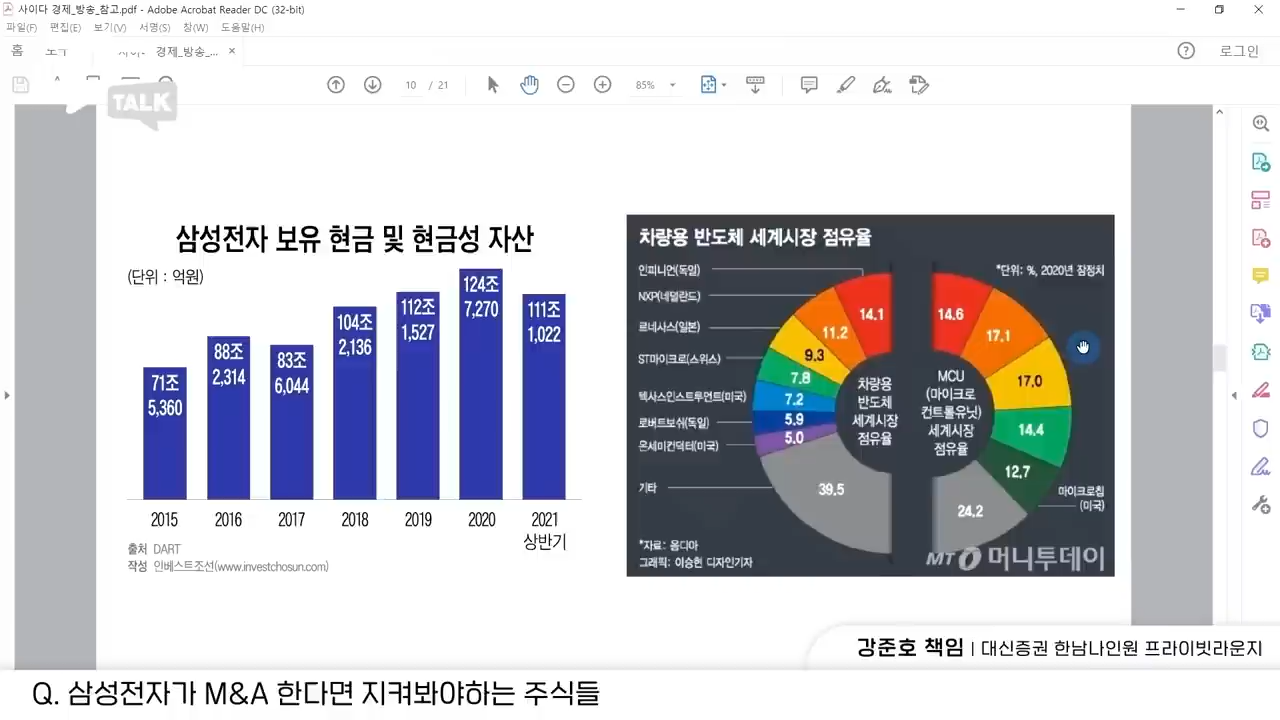 사이다 경제_방송_참고.pdf - Adobe Acrobat Reader DC (32-bit)
파일(F) 편집(E) 보기(V) 서명(S) 창(W) 도움말(H)
홈 도구 경제_방송_... × 로그인
10 / 21 85%
TALK
삼성전자 보유 현금 및 현금성 자산
(단위 : 억원)
71조 5,360
88조 2,314
83조 6,044
104조 2,136
112조 1,527
124조 7,270
111조 1,022
2015 2016 2017 2018 2019 2020 2021 상반기
출처 DART
작성 인베스트조선(www.investchosun.com)
차량용 반도체 세계시장 점유율
*단위: %, 2020년 잠정치
인피니언(독일)
NXP(네덜란드)
르네사스(일본)
ST마이크로(스위스)
텍사스인스트루먼트(미국)
로버트보쉬(독일)
온세미컨덕터(미국)
기타
14.1
11.2
9.3
7.8
7.2
5.9
5.0
39.5
차량용
반도체
세계시장
점유율
MCU
(마이크로
컨트롤유닛)
세계시장
점유율
14.6
17.1
17.0
14.4
12.7
24.2
마이크로칩
(미국)
*자료: 옴디아
그래픽: 이승현 디자인기자
MT 머니투데이
강준호 책임 | 대신증권 한남나인원 프라이빗라운지
Q. 삼성전자가 M&A 한다면 지켜봐야하는 주식들